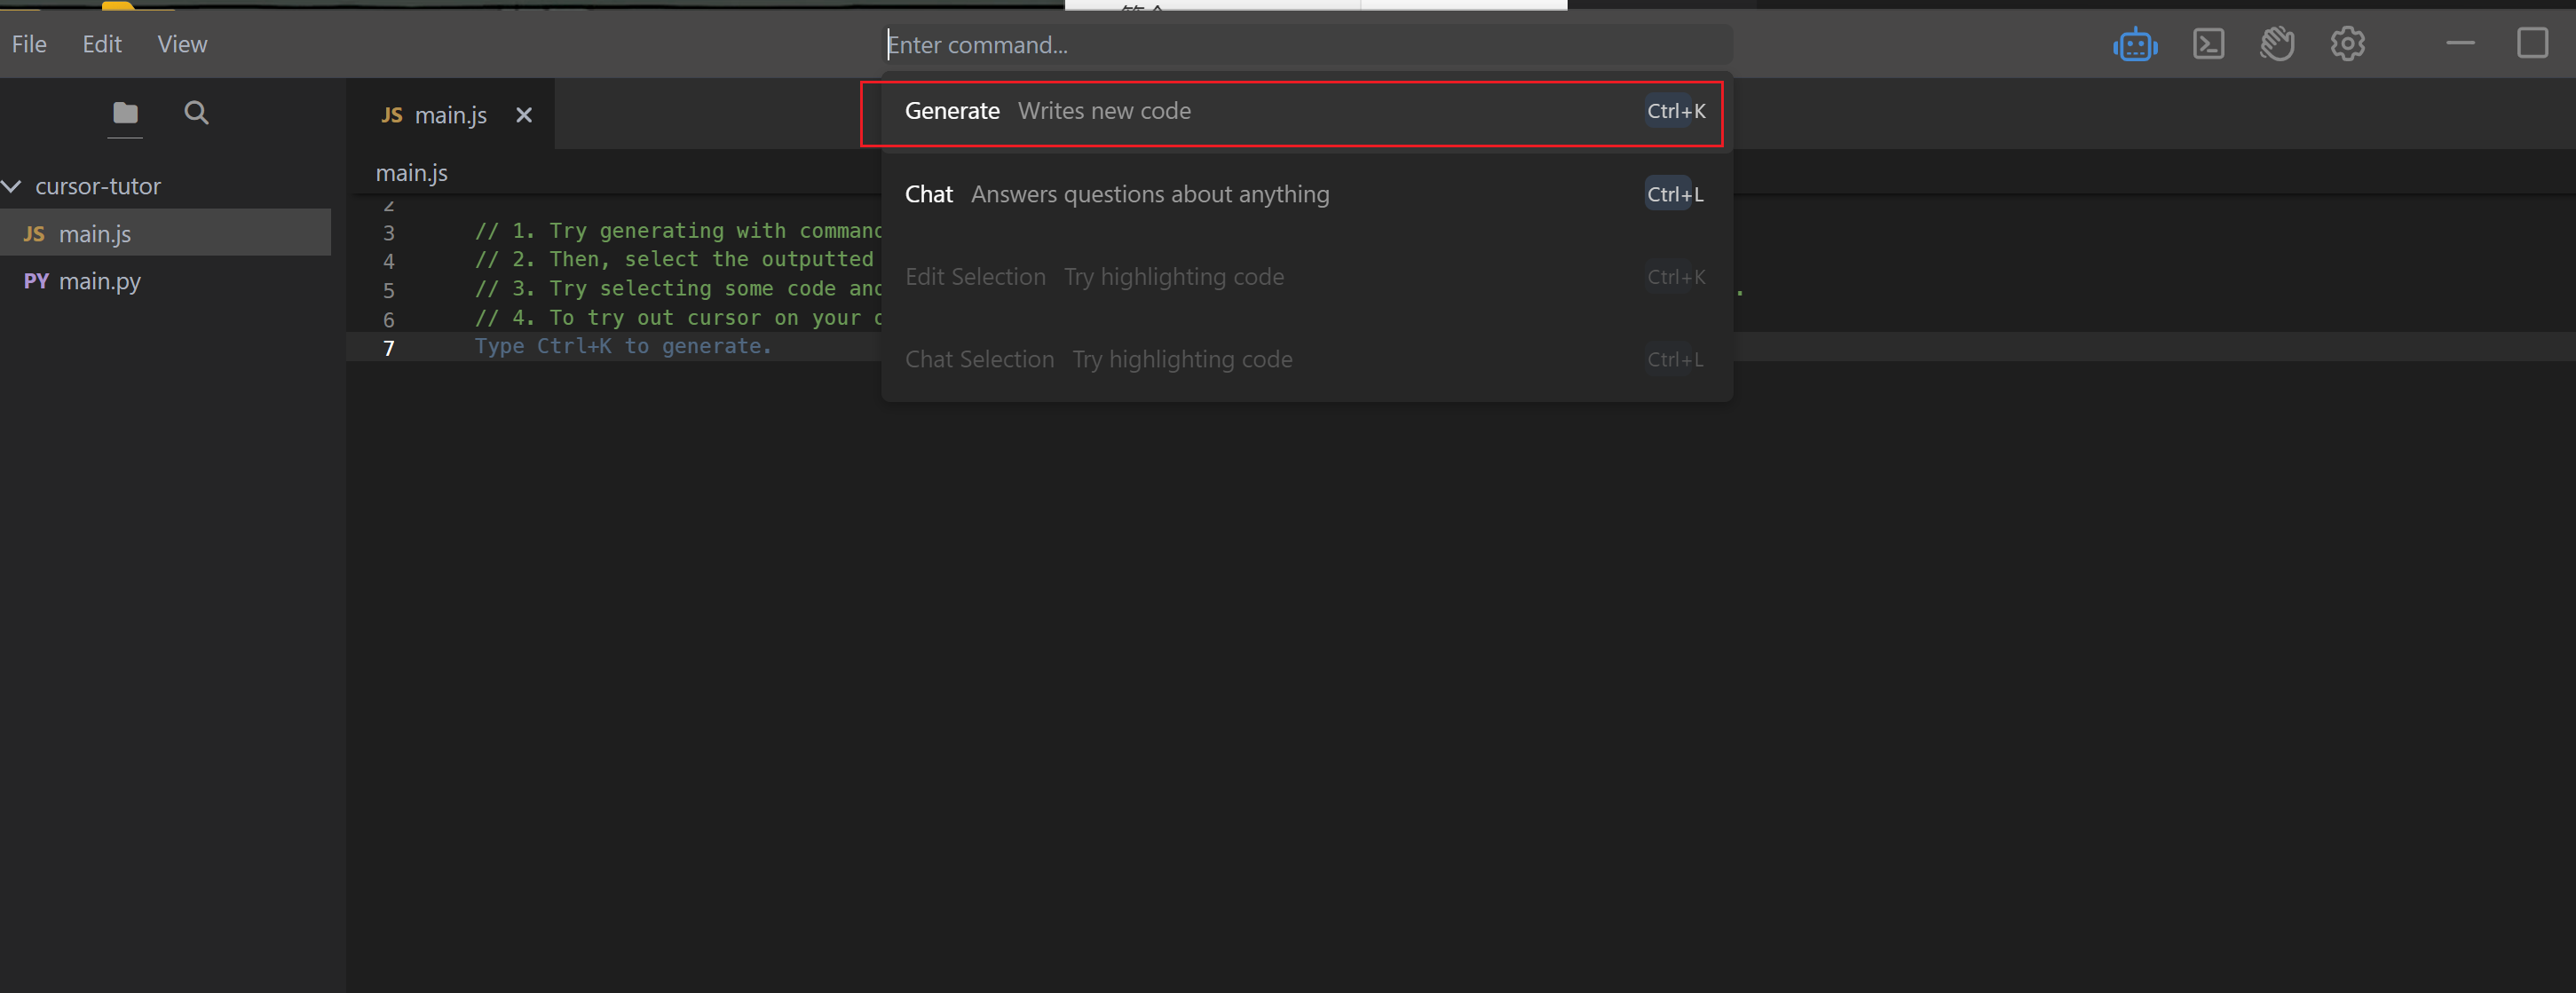 File Edit View Enter command...
JS main.js
main.js
cursor-tutor
JS main.js
PY main.py
2
3 // 1. Try generating with command
4 // 2. Then, select the outputted
5 // 3. Try selecting some code and .
6 // 4. To try out cursor on your o
7 Type Ctrl+K to generate.
Generate Writes new code Ctrl+K
Chat Answers questions about anything Ctrl+L
Edit Selection Try highlighting code Ctrl+K
Chat Selection Try highlighting code Ctrl+L